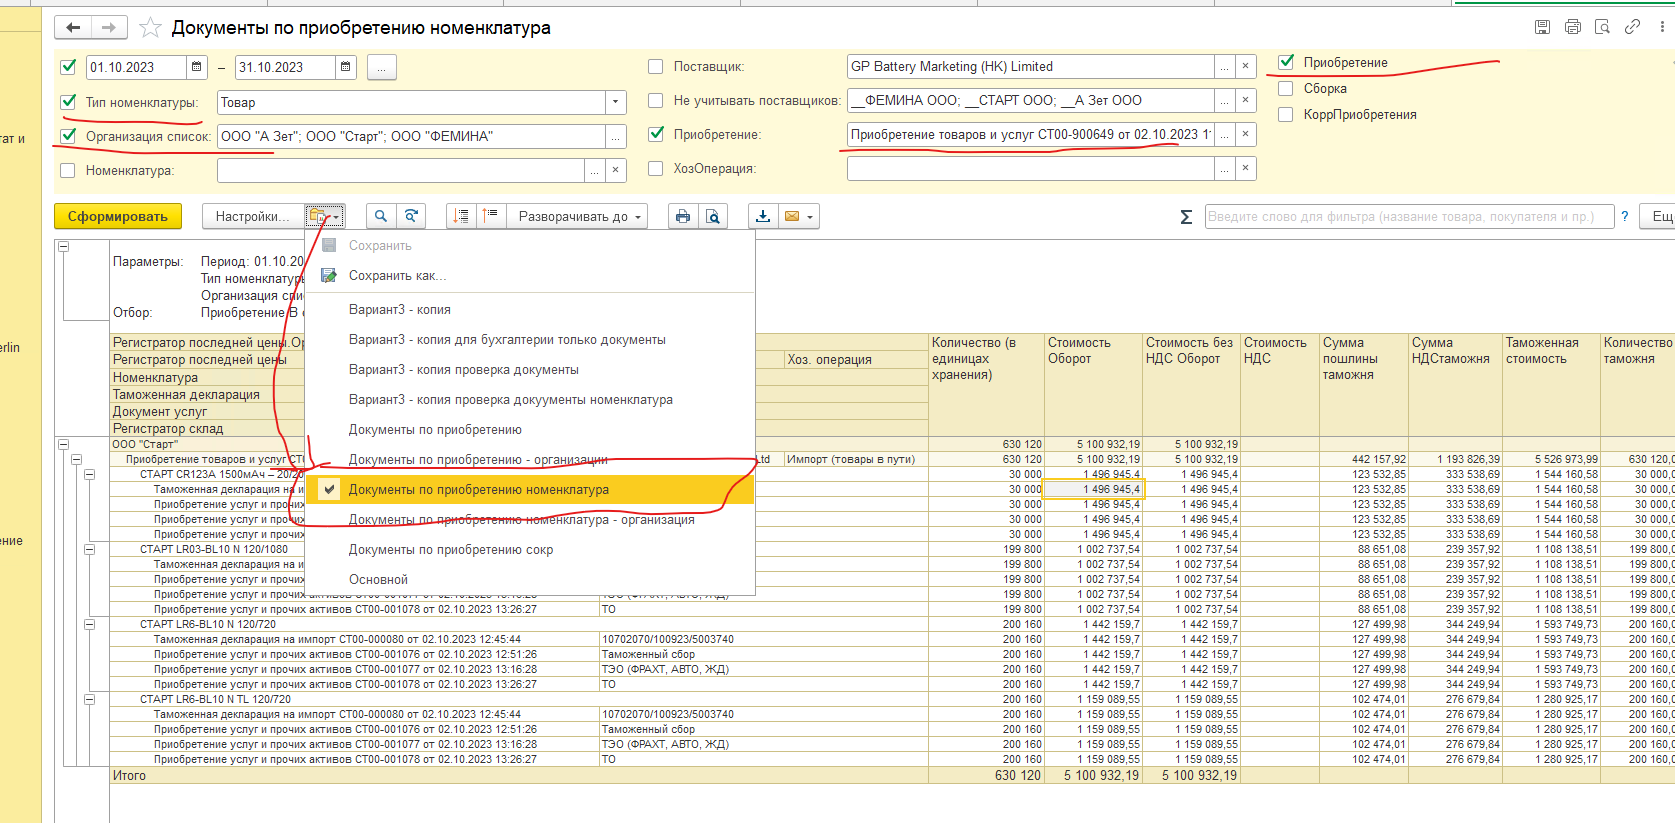 Документы по приобретению номенклатура
01.10.2023 – 31.10.2023 ...
Поставщик: GP Battery Marketing (HK) Limited ... ×
Приобретение
Тип номенклатуры: Товар
Не учитывать поставщиков: __ФЕМИНА ООО; __СТАРТ ООО; __А Зет ООО ... ×
Сборка
Организация список: ООО "А Зет"; ООО "Старт"; ООО "ФЕМИНА" ...
Приобретение: Приобретение товаров и услуг СТ00-900649 от 02.10.2023 1 ... ×
КоррПриобретения
Номенклатура: ... ×
ХозОперация: ... ×
ат и
erlin
ение
Сформировать Настройки... Разворачивать до Σ Введите слово для фильтра (название товара, покупателя и пр.) ? Ещ
Сохранить
Сохранить как...
Вариант3 - копия
Вариант3 - копия для бухгалтерии только документы
Вариант3 - копия проверка документы
Вариант3 - копия проверка докуументы номенклатура
Документы по приобретению
Документы по приобретению - организации
Документы по приобретению номенклатура
Документы по приобретению номенклатура - организация
Документы по приобретению сокр
Основной
Параметры: Период: 01.10.20
Тип номенклатуры
Организация спи
Отбор: Приобретение В
Регистратор последней цены.Ор
Регистратор последней цены Хоз. операция
Номенклатура
Таможенная декларация
Документ услуг
Регистратор склад
Количество (в единицах хранения) Стоимость Оборот Стоимость без НДС Оборот Стоимость НДС Сумма пошлины таможня Сумма НДСтаможня Таможенная стоимость Количество таможня
ООО "Старт" 630 120 5 100 932,19 5 100 932,19
Приобретение товаров и услуг СТ Ltd Импорт (товары в пути) 630 120 5 100 932,19 5 100 932,19 442 157,92 1 193 826,39 5 526 973,99 630 120,0
СТАРТ CR123A 1500мАч – 20/20 30 000 1 496 945,4 1 496 945,4 123 532,85 333 538,69 1 544 160,58 30 000,0
Таможенная декларация на и 30 000 1 496 945,4 1 496 945,4 123 532,85 333 538,69 1 544 160,58 30 000,0
Приобретение услуг и прочих 30 000 1 496 945,4 1 496 945,4 123 532,85 333 538,69 1 544 160,58 30 000,0
Приобретение услуг и прочих 30 000 1 496 945,4 1 496 945,4 123 532,85 333 538,69 1 544 160,58 30 000,0
Приобретение услуг и прочих 30 000 1 496 945,4 1 496 945,4 123 532,85 333 538,69 1 544 160,58 30 000,0
СТАРТ LR03-BL10 N 120/1080 199 800 1 002 737,54 1 002 737,54 88 651,08 239 357,92 1 108 138,51 199 800,0
Таможенная декларация на и 199 800 1 002 737,54 1 002 737,54 88 651,08 239 357,92 1 108 138,51 199 800,0
Приобретение услуг и прочих 199 800 1 002 737,54 1 002 737,54 88 651,08 239 357,92 1 108 138,51 199 800,0
Приобретение услуг и прочих активов СТ00-001077 от 02.10.2023 13:16:28 ТЭО (ФРАХТ, АВТО, ЖД) 199 800 1 002 737,54 1 002 737,54 88 651,08 239 357,92 1 108 138,51 199 800,0
Приобретение услуг и прочих активов СТ00-001078 от 02.10.2023 13:26:27 ТО 199 800 1 002 737,54 1 002 737,54 88 651,08 239 357,92 1 108 138,51 199 800,0
СТАРТ LR6-BL10 N 120/720 200 160 1 442 159,7 1 442 159,7 127 499,98 344 249,94 1 593 749,73 200 160,0
Таможенная декларация на импорт СТ00-000080 от 02.10.2023 12:45:44 10702070/100923/5003740 200 160 1 442 159,7 1 442 159,7 127 499,98 344 249,94 1 593 749,73 200 160,0
Приобретение услуг и прочих активов СТ00-001076 от 02.10.2023 12:51:26 Таможенный сбор 200 160 1 442 159,7 1 442 159,7 127 499,98 344 249,94 1 593 749,73 200 160,0
Приобретение услуг и прочих активов СТ00-001077 от 02.10.2023 13:16:28 ТЭО (ФРАХТ, АВТО, ЖД) 200 160 1 442 159,7 1 442 159,7 127 499,98 344 249,94 1 593 749,73 200 160,0
Приобретение услуг и прочих активов СТ00-001078 от 02.10.2023 13:26:27 ТО 200 160 1 442 159,7 1 442 159,7 127 499,98 344 249,94 1 593 749,73 200 160,0
СТАРТ LR6-BL10 N TL 120/720 200 160 1 159 089,55 1 159 089,55 102 474,01 276 679,84 1 280 925,17 200 160,0
Таможенная декларация на импорт СТ00-000080 от 02.10.2023 12:45:44 10702070/100923/5003740 200 160 1 159 089,55 1 159 089,55 102 474,01 276 679,84 1 280 925,17 200 160,0
Приобретение услуг и прочих активов СТ00-001076 от 02.10.2023 12:51:26 Таможенный сбор 200 160 1 159 089,55 1 159 089,55 102 474,01 276 679,84 1 280 925,17 200 160,0
Приобретение услуг и прочих активов СТ00-001077 от 02.10.2023 13:16:28 ТЭО (ФРАХТ, АВТО, ЖД) 200 160 1 159 089,55 1 159 089,55 102 474,01 276 679,84 1 280 925,17 200 160,0
Приобретение услуг и прочих активов СТ00-001078 от 02.10.2023 13:26:27 ТО 200 160 1 159 089,55 1 159 089,55 102 474,01 276 679,84 1 280 925,17 200 160,0
Итого 630 120 5 100 932,19 5 100 932,19